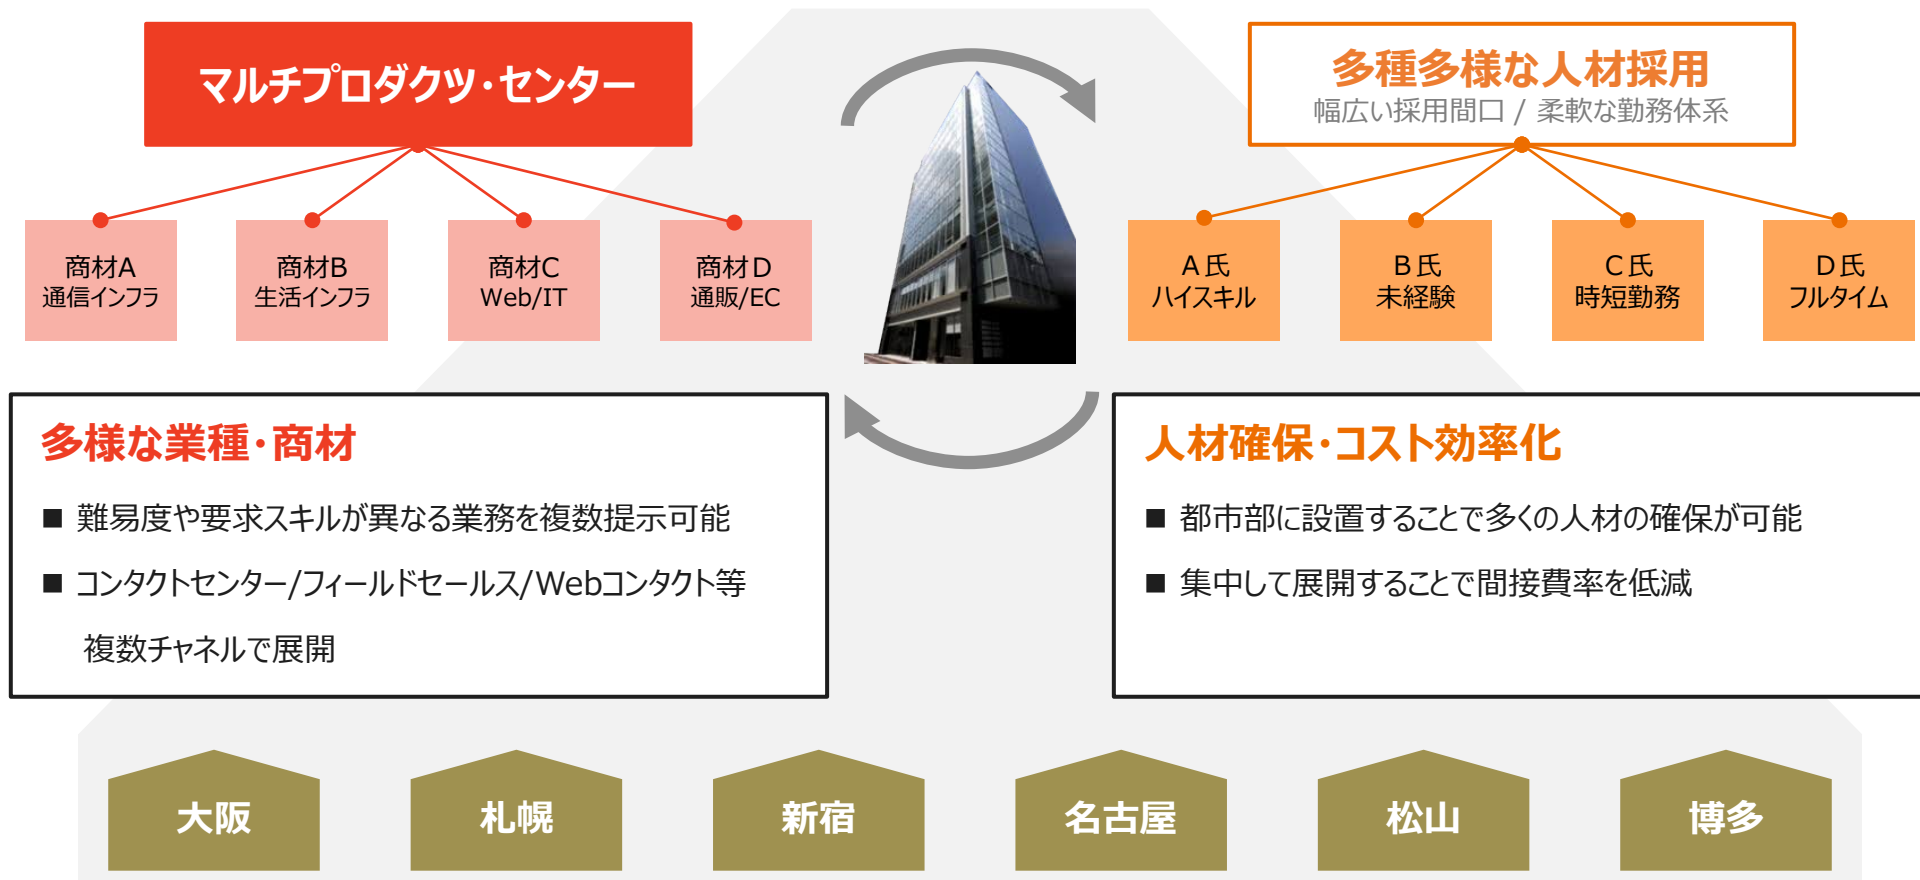 マルチプロダクツ・センター
商材A
通信インフラ
商材B
生活インフラ
商材C
Web/IT
商材D
通販/EC
多種多様な人材採用
幅広い採用間口 / 柔軟な勤務体系
A氏
ハイスキル
B氏
未経験
C氏
時短勤務
D氏
フルタイム
多様な業種・商材
■ 難易度や要求スキルが異なる業務を複数提示可能
■ コンタクトセンター/フィールドセールス/Webコンタクト等
複数チャネルで展開
人材確保・コスト効率化
■ 都市部に設置することで多くの人材の確保が可能
■ 集中して展開することで間接費率を低減
大阪
札幌
新宿
名古屋
松山
博多